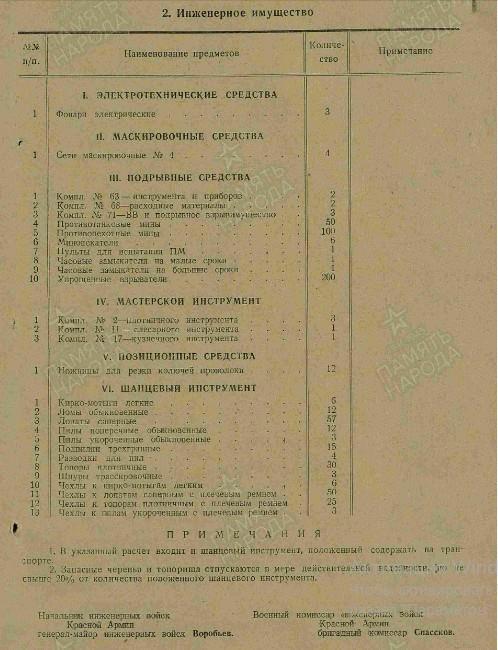 2. Инженерное имущество
№№ п/п. Наименование предметов Количество Примечание
I. ЭЛЕКТРОТЕХНИЧЕСКИЕ СРЕДСТВА
1 Фонари электрические 3
II. МАСКИРОВОЧНЫЕ СРЕДСТВА
1 Сети маскировочные № 4 4
III. ПОДРЫВНЫЕ СРЕДСТВА
1 Компл. № 63—инструмента и приборов 2
2 Компл. № 68—расходные материалы 2
3 Компл. № 71—ВВ и подрывное взрывимущество 3
4 Противотанковые мины 50
5 Противопехотные мины 100
6 Миноискатели 6
7 Пульты для испытания ПМ 1
8 Часовые замыкатели на малые сроки 1
9 Часовые замыкатели на большие сроки 1
10 Упрощенные взрыватели 200
IV. МАСТЕРСКОЙ ИНСТРУМЕНТ
1 Компл. № 2—плотничного инструмента 3
2 Компл. № 11—слесарного инструмента 1
3 Компл. № 17—кузнечного инструмента 1
V. ПОЗИЦИОННЫЕ СРЕДСТВА
1 Ножницы для резки колючей проволоки 12
VI. ШАНЦЕВЫЙ ИНСТРУМЕНТ
1 Кирко-мотыги легкие 6
2 Ломы обыкновенные 12
3 Лопаты саперные 57
4 Пилы поперечные обыкновенные 12
5 Пилы укороченные обыкновенные 3
6 Подпилки трехгранные 15
7 Разводки для пил 4
8 Топоры плотничные 30
9 Шнуры трассировочные 3
10 Чехлы к кирко-мотыгам легким 6
11 Чехлы к лопатам саперным с плечевым ремнем 50
12 Чехлы к топорам плотничным с плечевым ремнем 25
13 Чехлы к пилам укороченным с плечевым ремнем 3
ПРИМЕЧАНИЯ
1. В указанный расчет входит и шанцевый инструмент, положенный содержать на тран-
спорте.
2. Запасные черенья и топорища отпускаются в мере действительной надобности, но не
свыше 20% от количества положенного шанцевого инструмента.
Начальник инженерных войск
Красной Армии
генерал-майор инженерных войск Воробьев.
Военный комиссар инженерных войск
Красной Армии
бригадный комиссар Спассков.
ПАМЯТЬ НАРОДА